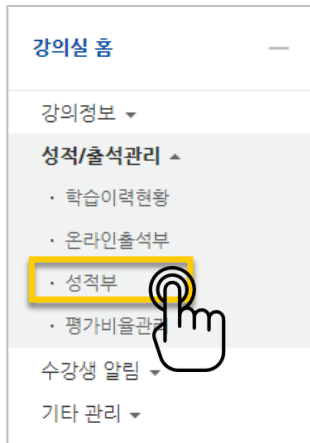 강의실 홈
강의정보
성적/출석관리
· 학습이력현황
· 온라인출석부
· 성적부
· 평가비율관
수강생 알림
기타 관리